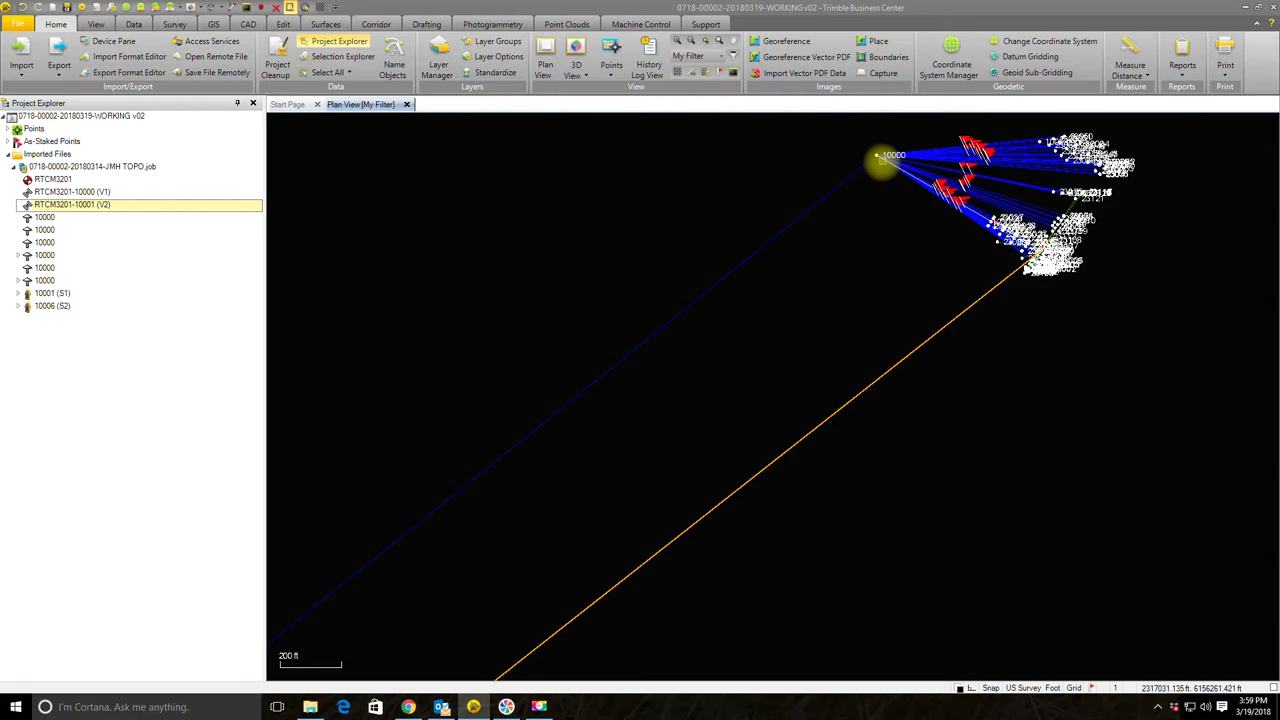 0718-00002-20180319-WORKING v02 - Trimble Business Center
File Home View Data Survey GIS CAD Edit Surfaces Corridor Drafting Photogrammetry Point Clouds Machine Control Support
Import
Export
Device Pane
Import Format Editor
Export Format Editor
Access Services
Open Remote File
Save File Remotely
Import/Export
Project Cleanup
Project Explorer
Selection Explorer
Select All
Name Objects
Data
Layer Manager
Layer Groups
Layer Options
Standardize
Layers
Plan View
3D View
Points
History Log View
My Filter
View
Georeference
Georeference Vector PDF
Import Vector PDF Data
Place
Boundaries
Capture
Images
Coordinate System Manager
Change Coordinate System
Datum Gridding
Geoid Sub-Gridding
Geodetic
Measure Distance
Measure
Reports
Reports
Print
Print
Project Explorer
0718-00002-20180319-WORKING v02
Points
As-Staked Points
Imported Files
0718-00002-20180314-JMH TOPO.job
RTCM3201
RTCM3201-10000 (V1)
RTCM3201-10001 (V2)
10000
10000
10000
10000
10000
10000
10001 (S1)
10006 (S2)
Start Page
Plan View [My Filter]
10000
23121
200 ft
Snap US Survey Foot Grid 1 2317031.135 ft, 6156261.421 ft
I'm Cortana. Ask me anything.
3:59 PM
3/19/2018